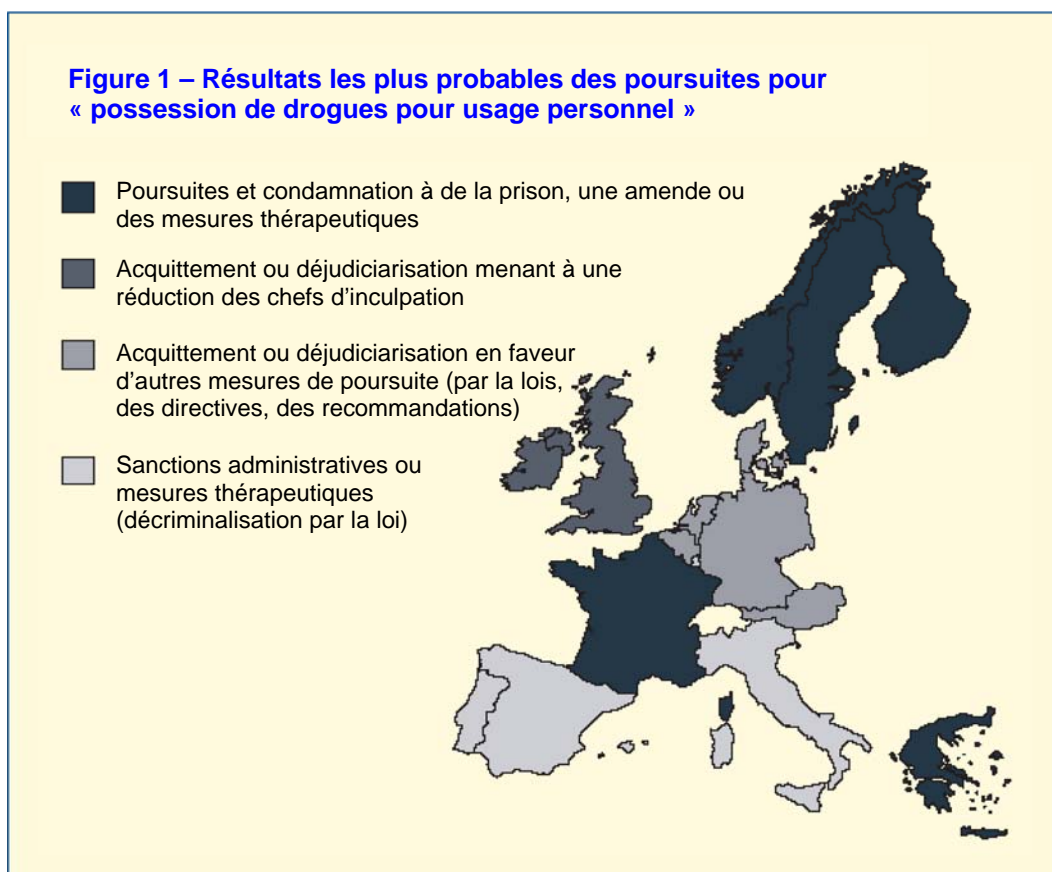 Figure 1 – Résultats les plus probables des poursuites pour
« possession de drogues pour usage personnel »
Poursuites et condamnation à de la prison, une amende ou
des mesures thérapeutiques
Acquittement ou déjudiciarisation menant à une
réduction des chefs d'inculpation
Acquittement ou déjudiciarisation en faveur
d'autres mesures de poursuite (par la lois,
des directives, des recommandations)
Sanctions administratives ou
mesures thérapeutiques
(décriminalisation par la loi)